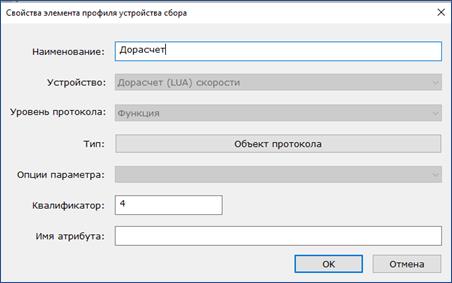 Свойства элемента профиля устройства сбора
Наименование: Дорасчет
Устройство: Дорасчет (LUA) скорости
Уровень протокола: Функция
Тип: Объект протокола
Опции параметра:
Квалификатор: 4
Имя атрибута:
OK Отмена